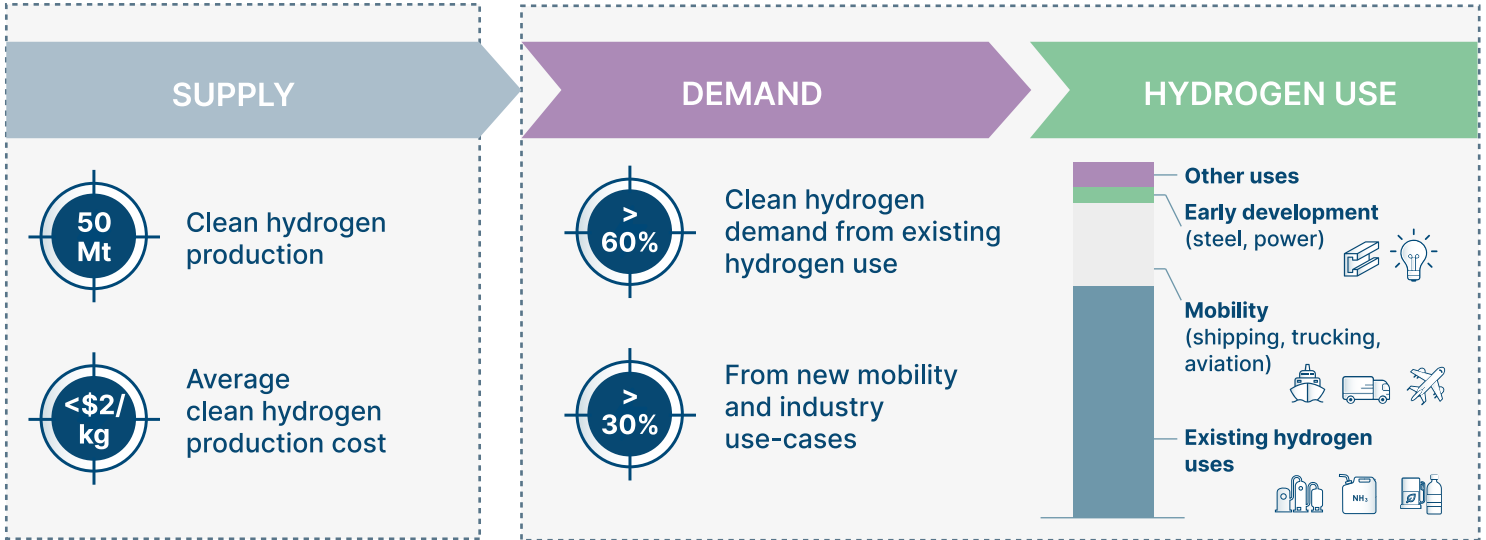 SUPPLY
50
Mt
Clean hydrogen
production
<$2/
kg
Average
clean hydrogen
production cost
DEMAND
>
60%
Clean hydrogen
demand from existing
hydrogen use
>
30%
From new mobility
and industry
use-cases
HYDROGEN USE
Other uses
Early development
(steel, power)
Mobility
(shipping, trucking,
aviation)
Existing hydrogen
uses
NH₃